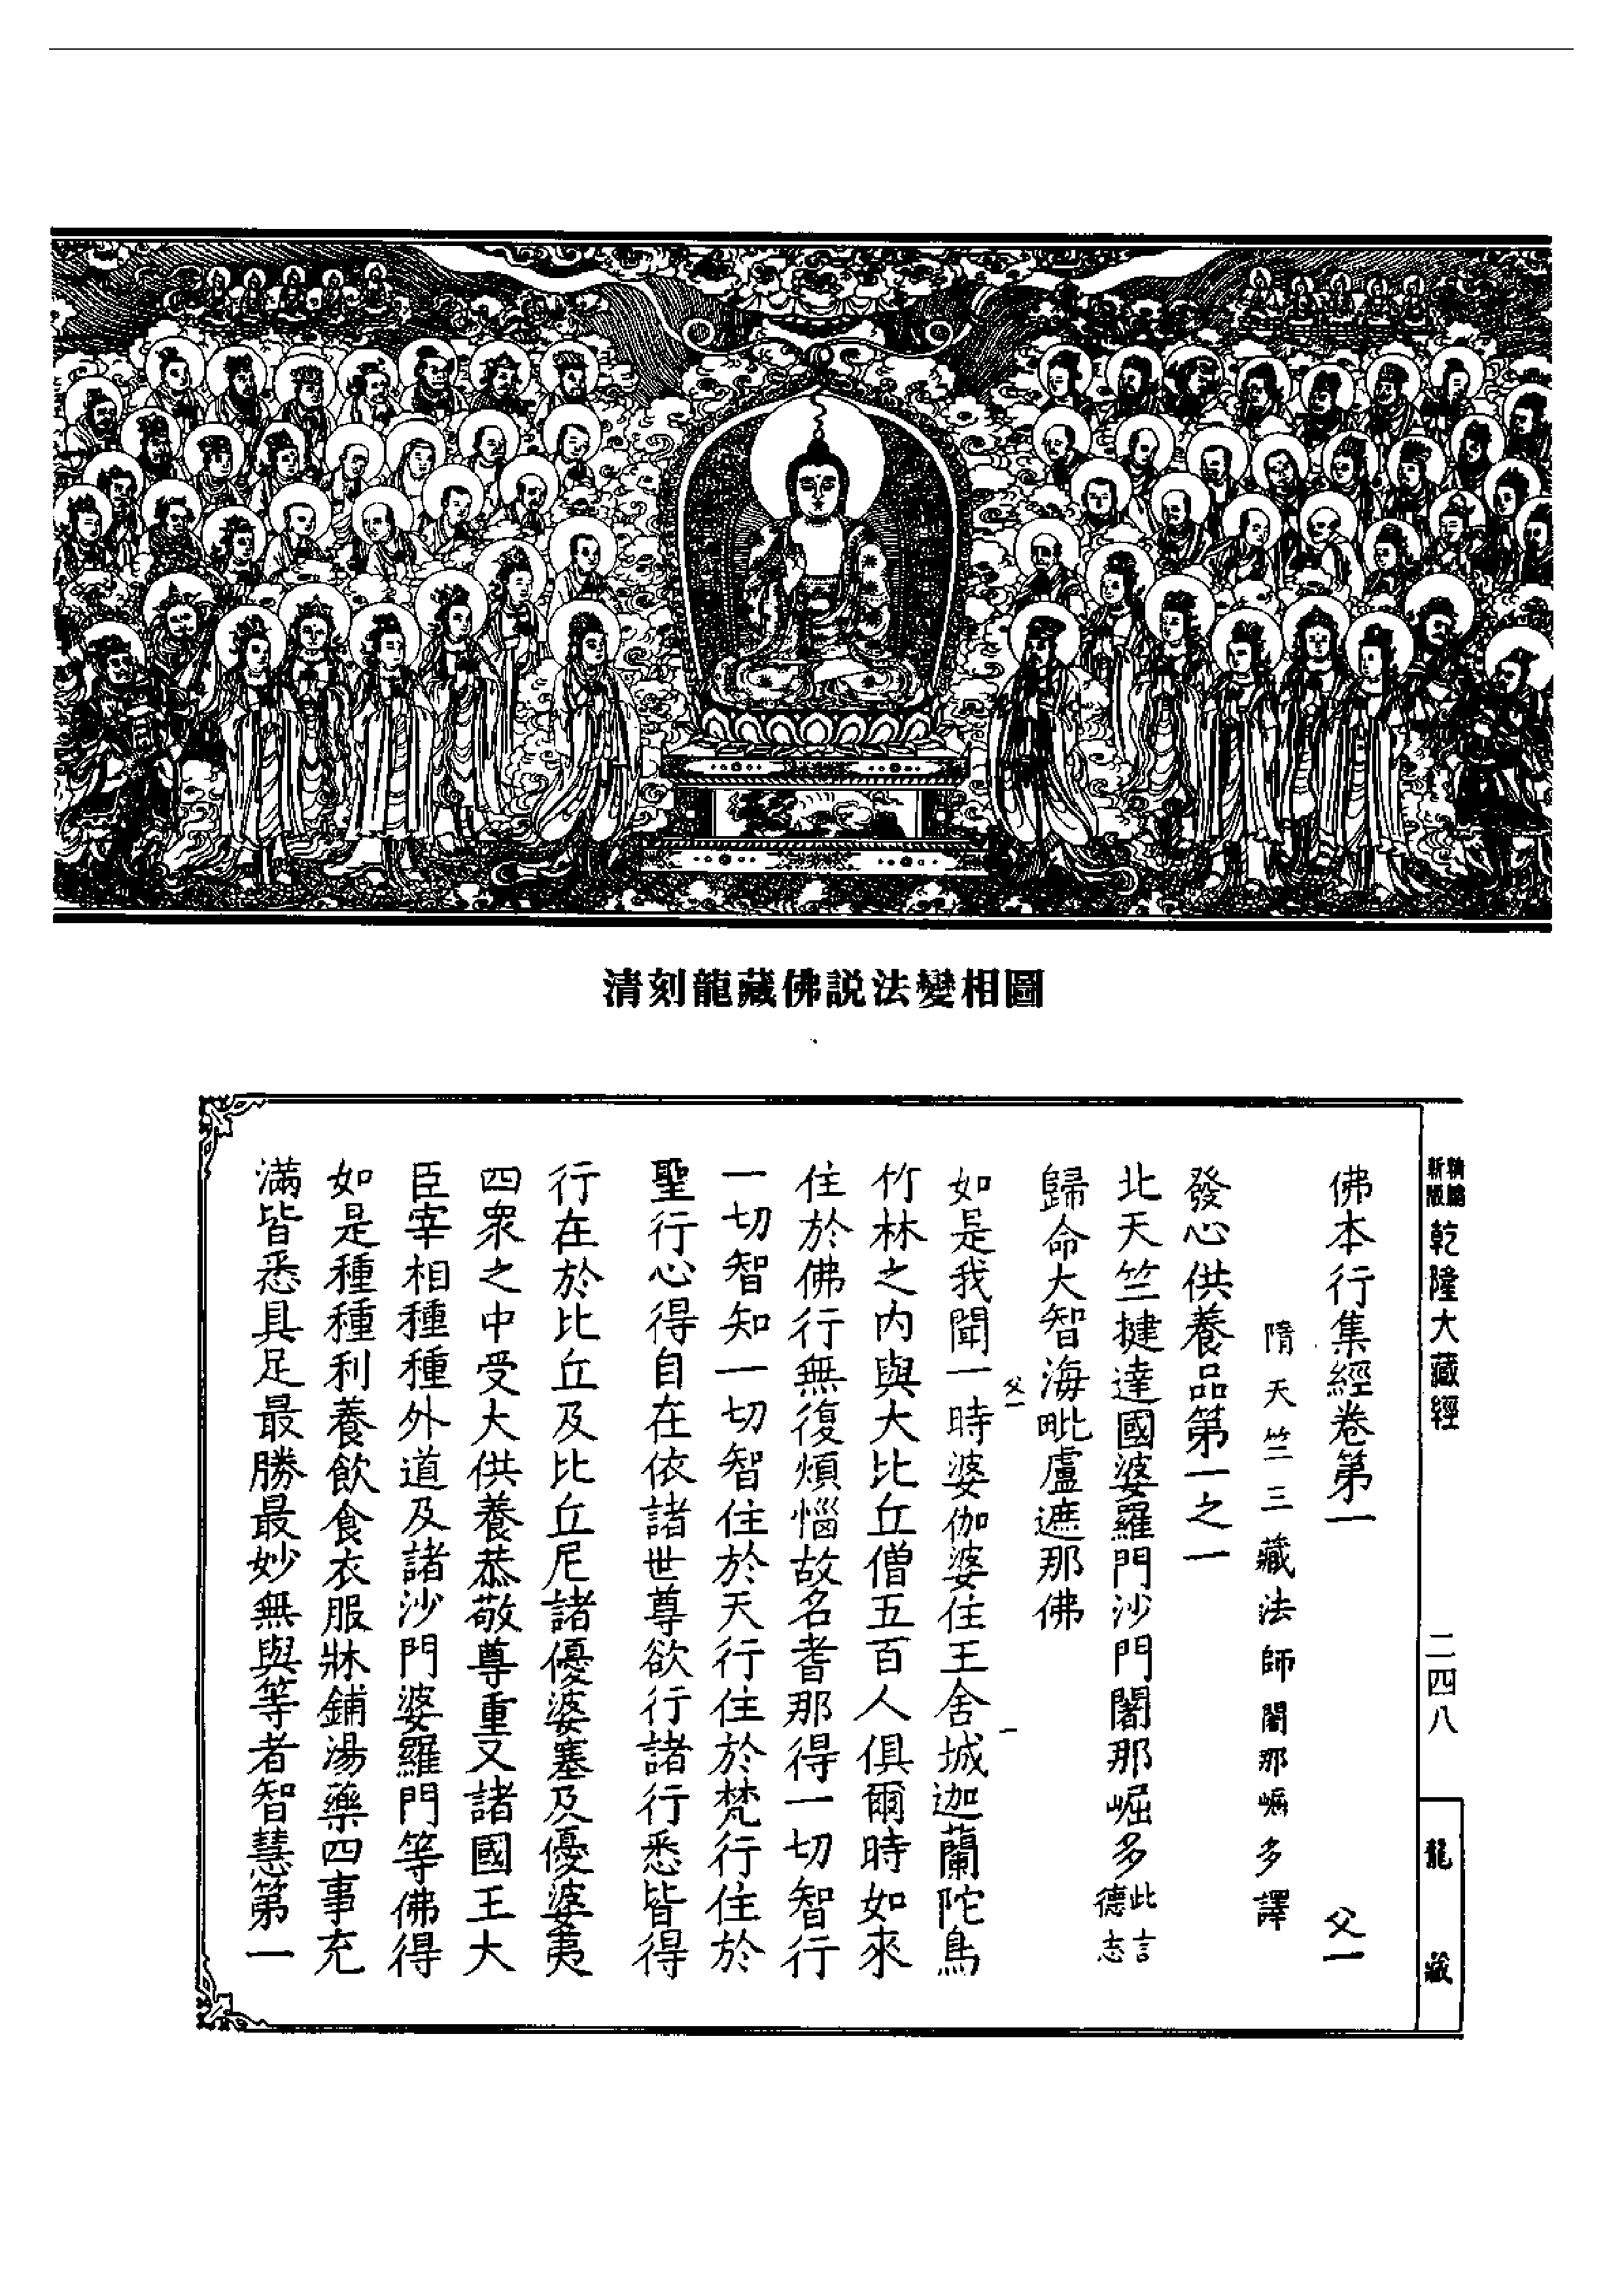 清刻龍藏佛説法變相圖
精縮新版
乾隆大藏經
二四八
龍藏
佛本行集經卷第一 父一
隋天竺三藏法師闍那崛多譯
發心供養品第一之一
北天竺揵達國婆羅門沙門闍那崛多此言德志
歸命大智海毗盧遮那佛
父一 一
如是我聞一時婆伽婆住王舍城迦蘭陀鳥
竹林之内與大比丘僧五百人俱爾時如來
住於佛行無復煩惱故名耆那得一切智行
一切智知一切智住於天行住於梵行住於
聖行心得自在依諸世尊欲行諸行悉皆得
行在於比丘及比丘尼諸優婆塞及優婆夷
四衆之中受大供養恭敬尊重又諸國王大
臣宰相種種外道及諸沙門婆羅門等佛得
如是種種利養飲食衣服牀鋪湯藥四事充
滿皆悉具足最勝最妙無與等者智慧第一